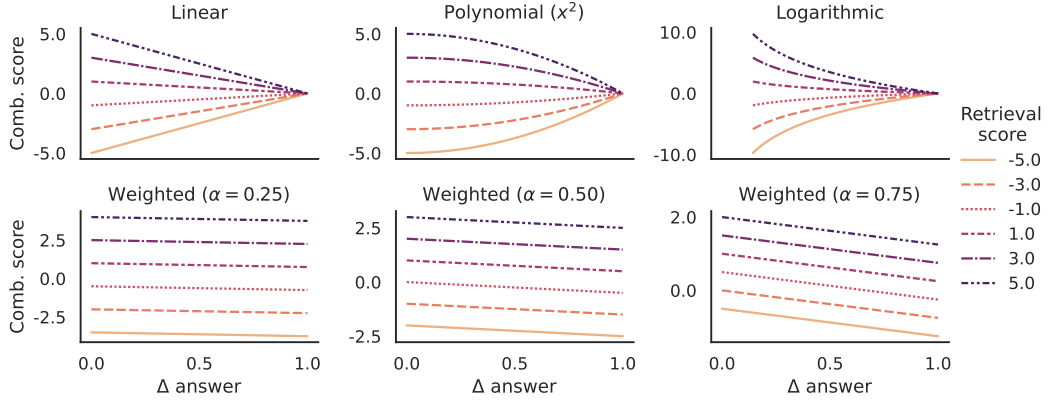 Linear
Polynomial (x²)
Logarithmic
Comb. score
5.0
0.0
-5.0
5.0
0.0
-5.0
10.0
0.0
-10.0
Retrieval
score
-5.0
-3.0
-1.0
1.0
3.0
5.0
Weighted (α = 0.25)
Weighted (α = 0.50)
Weighted (α = 0.75)
Comb. score
2.5
0.0
-2.5
2.5
0.0
-2.5
2.0
0.0
0.0 0.5 1.0
0.0 0.5 1.0
0.0 0.5 1.0
Δ answer
Δ answer
Δ answer